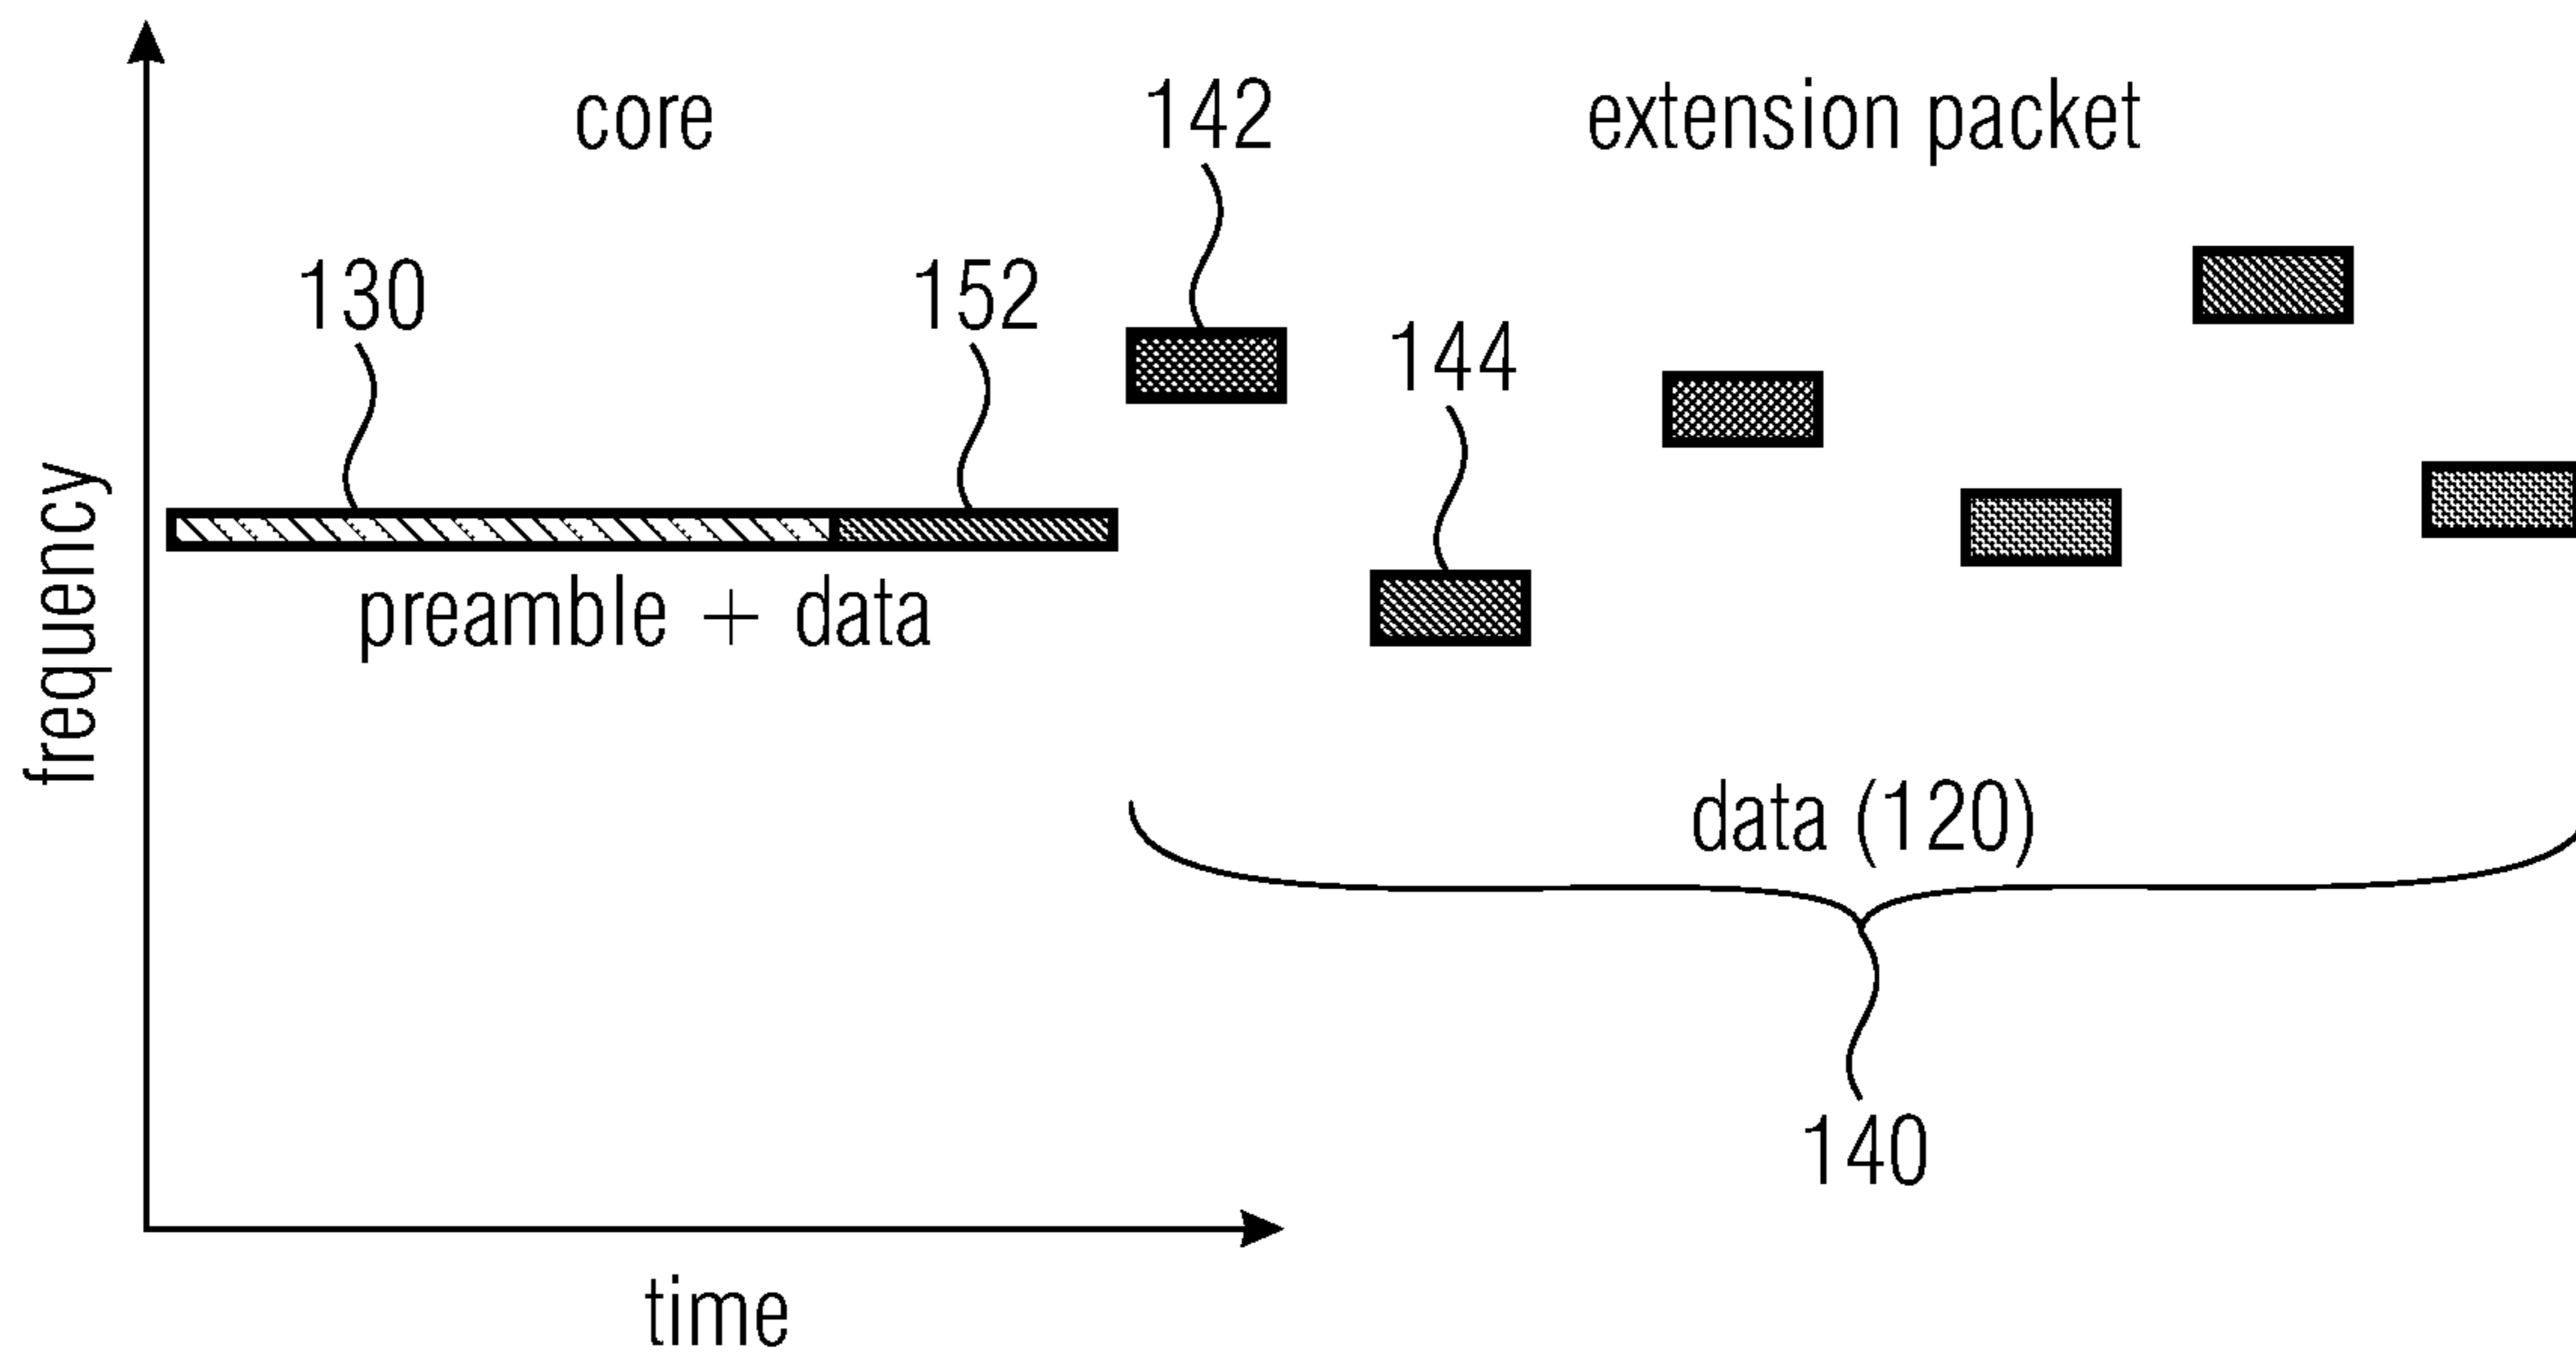 core
142
extension packet
130
152
144
frequency
preamble + data
data (120)
140
time